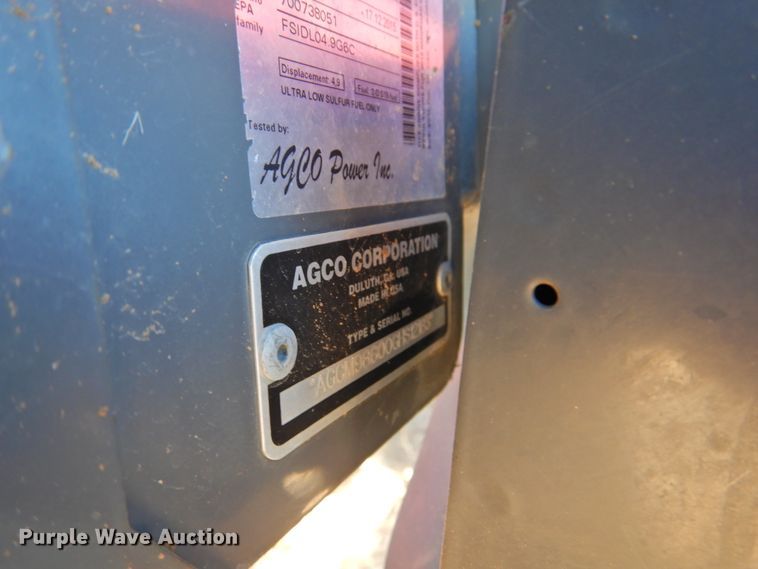 EPA
700738051
family
FSIDL04.9G6C
Displacement: 4,9
ULTRA LOW SULFUR FUEL ONLY
Tested by:
AGCO Power Inc.
AGCO CORPORATION
DULUTH, GA. USA
MADE IN USA
TYPE & SERIAL NO.
Purple Wave Auction